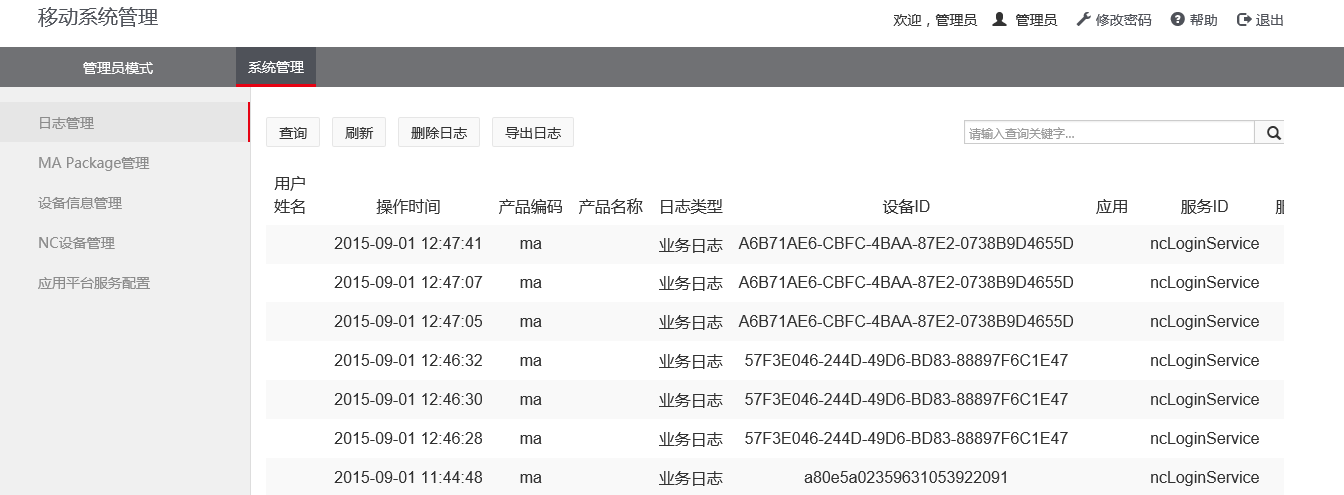 移动系统管理
欢迎，管理员 管理员 修改密码 帮助 退出
管理员模式 系统管理
日志管理
MA Package管理
设备信息管理
NC设备管理
应用平台服务配置
查询 刷新 删除日志 导出日志 请输入查询关键字...
用户
姓名 操作时间 产品编码 产品名称 日志类型 设备ID 应用 服务ID
2015-09-01 12:47:41 ma 业务日志 A6B71AE6-CBFC-4BAA-87E2-0738B9D4655D ncLoginService
2015-09-01 12:47:07 ma 业务日志 A6B71AE6-CBFC-4BAA-87E2-0738B9D4655D ncLoginService
2015-09-01 12:47:05 ma 业务日志 A6B71AE6-CBFC-4BAA-87E2-0738B9D4655D ncLoginService
2015-09-01 12:46:32 ma 业务日志 57F3E046-244D-49D6-BD83-88897F6C1E47 ncLoginService
2015-09-01 12:46:30 ma 业务日志 57F3E046-244D-49D6-BD83-88897F6C1E47 ncLoginService
2015-09-01 12:46:28 ma 业务日志 57F3E046-244D-49D6-BD83-88897F6C1E47 ncLoginService
2015-09-01 11:44:48 ma 业务日志 a80e5a02359631053922091 ncLoginService